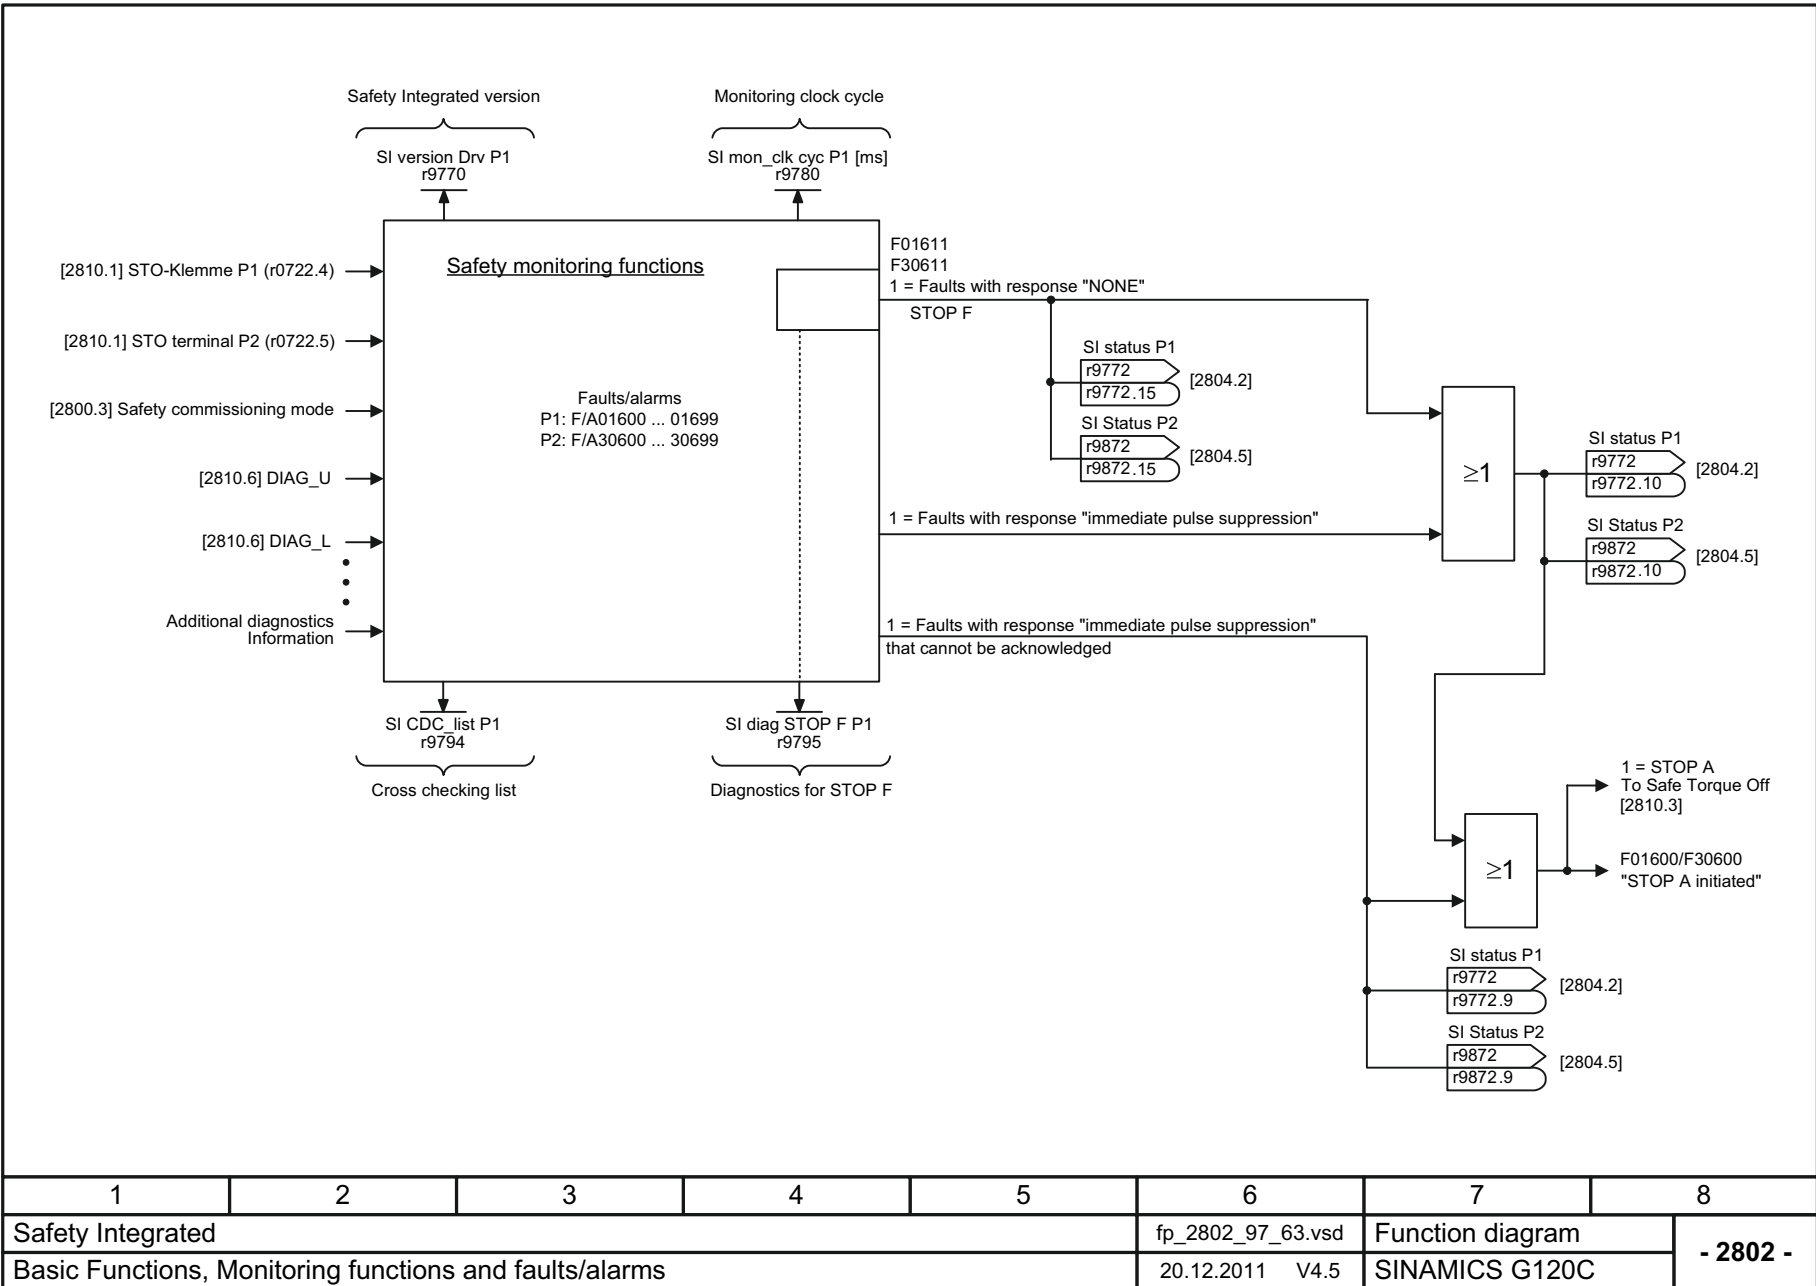 Safety Integrated version
Monitoring clock cycle
SI version Drv P1
r9770
SI mon_clk cyc P1 [ms]
r9780
[2810.1] STO-Klemme P1 (r0722.4)
[2810.1] STO terminal P2 (r0722.5)
[2800.3] Safety commissioning mode
[2810.6] DIAG_U
[2810.6] DIAG_L
Additional diagnostics
Information
Safety monitoring functions
Faults/alarms
P1: F/A01600 ... 01699
P2: F/A30600 ... 30699
F01611
F30611
1 = Faults with response "NONE"
STOP F
SI status P1
r9772
r9772.15
[2804.2]
SI Status P2
r9872
r9872.15
[2804.5]
1 = Faults with response "immediate pulse suppression"
≥1
SI status P1
r9772
r9772.10
[2804.2]
SI Status P2
r9872
r9872.10
[2804.5]
1 = Faults with response "immediate pulse suppression"
that cannot be acknowledged
SI CDC_list P1
r9794
Cross checking list
SI diag STOP F P1
r9795
Diagnostics for STOP F
≥1
1 = STOP A
To Safe Torque Off
[2810.3]
F01600/F30600
"STOP A initiated"
SI status P1
r9772
r9772.9
[2804.2]
SI Status P2
r9872
r9872.9
[2804.5]
1 2 3 4 5 6 7 8
Safety Integrated
fp_2802_97_63.vsd
Function diagram
- 2802 -
Basic Functions, Monitoring functions and faults/alarms
20.12.2011 V4.5
SINAMICS G120C